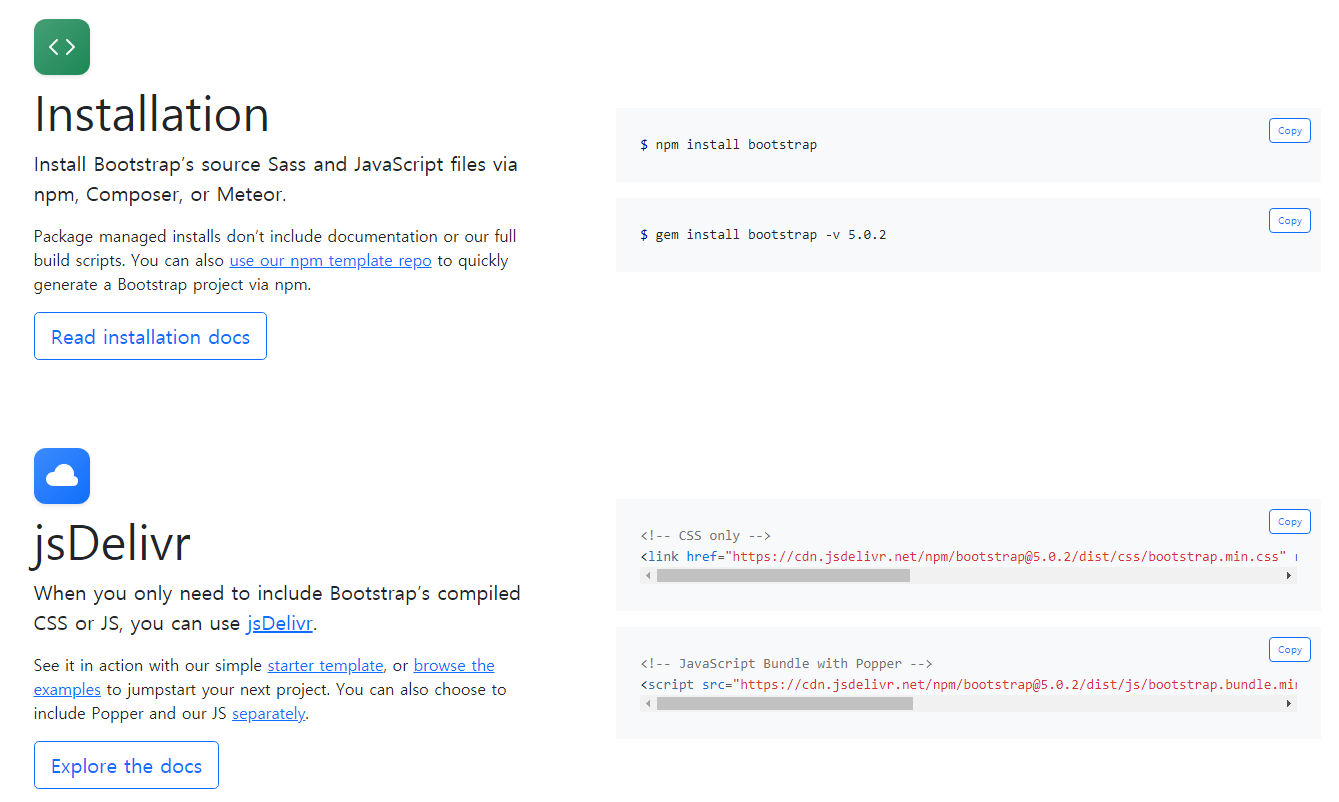 Installation
Install Bootstrap's source Sass and JavaScript files via
npm, Composer, or Meteor.
Package managed installs don't include documentation or our full
build scripts. You can also use our npm template repo to quickly
generate a Bootstrap project via npm.
Read installation docs
Copy
$ npm install bootstrap
Copy
$ gem install bootstrap -v 5.0.2
jsDelivr
When you only need to include Bootstrap's compiled
CSS or JS, you can use jsDelivr.
See it in action with our simple starter template, or browse the
examples to jumpstart your next project. You can also choose to
include Popper and our JS separately.
Explore the docs
Copy
<!-- CSS only -->
<link href="https://cdn.jsdelivr.net/npm/bootstrap@5.0.2/dist/css/bootstrap.min.css"
Copy
<!-- JavaScript Bundle with Popper -->
<script src="https://cdn.jsdelivr.net/npm/bootstrap@5.0.2/dist/js/bootstrap.bundle.min